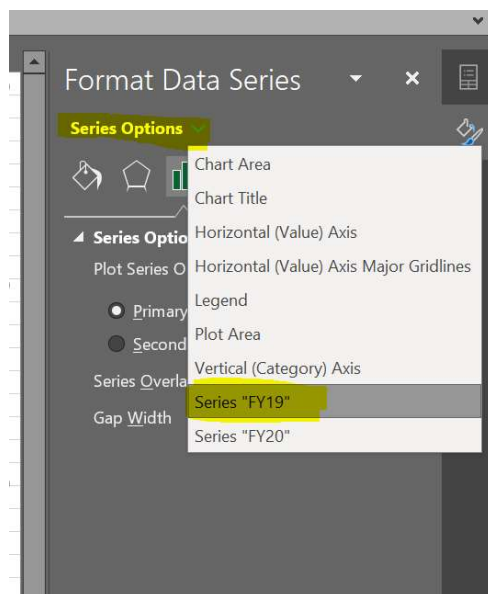 Format Data Series
Series Options
Chart Area
Chart Title
Horizontal (Value) Axis
Horizontal (Value) Axis Major Gridlines
Legend
Plot Area
Vertical (Category) Axis
Series "FY19"
Series "FY20"
Series Optio
Plot Series O
Primary
Second
Series Overla
Gap Width